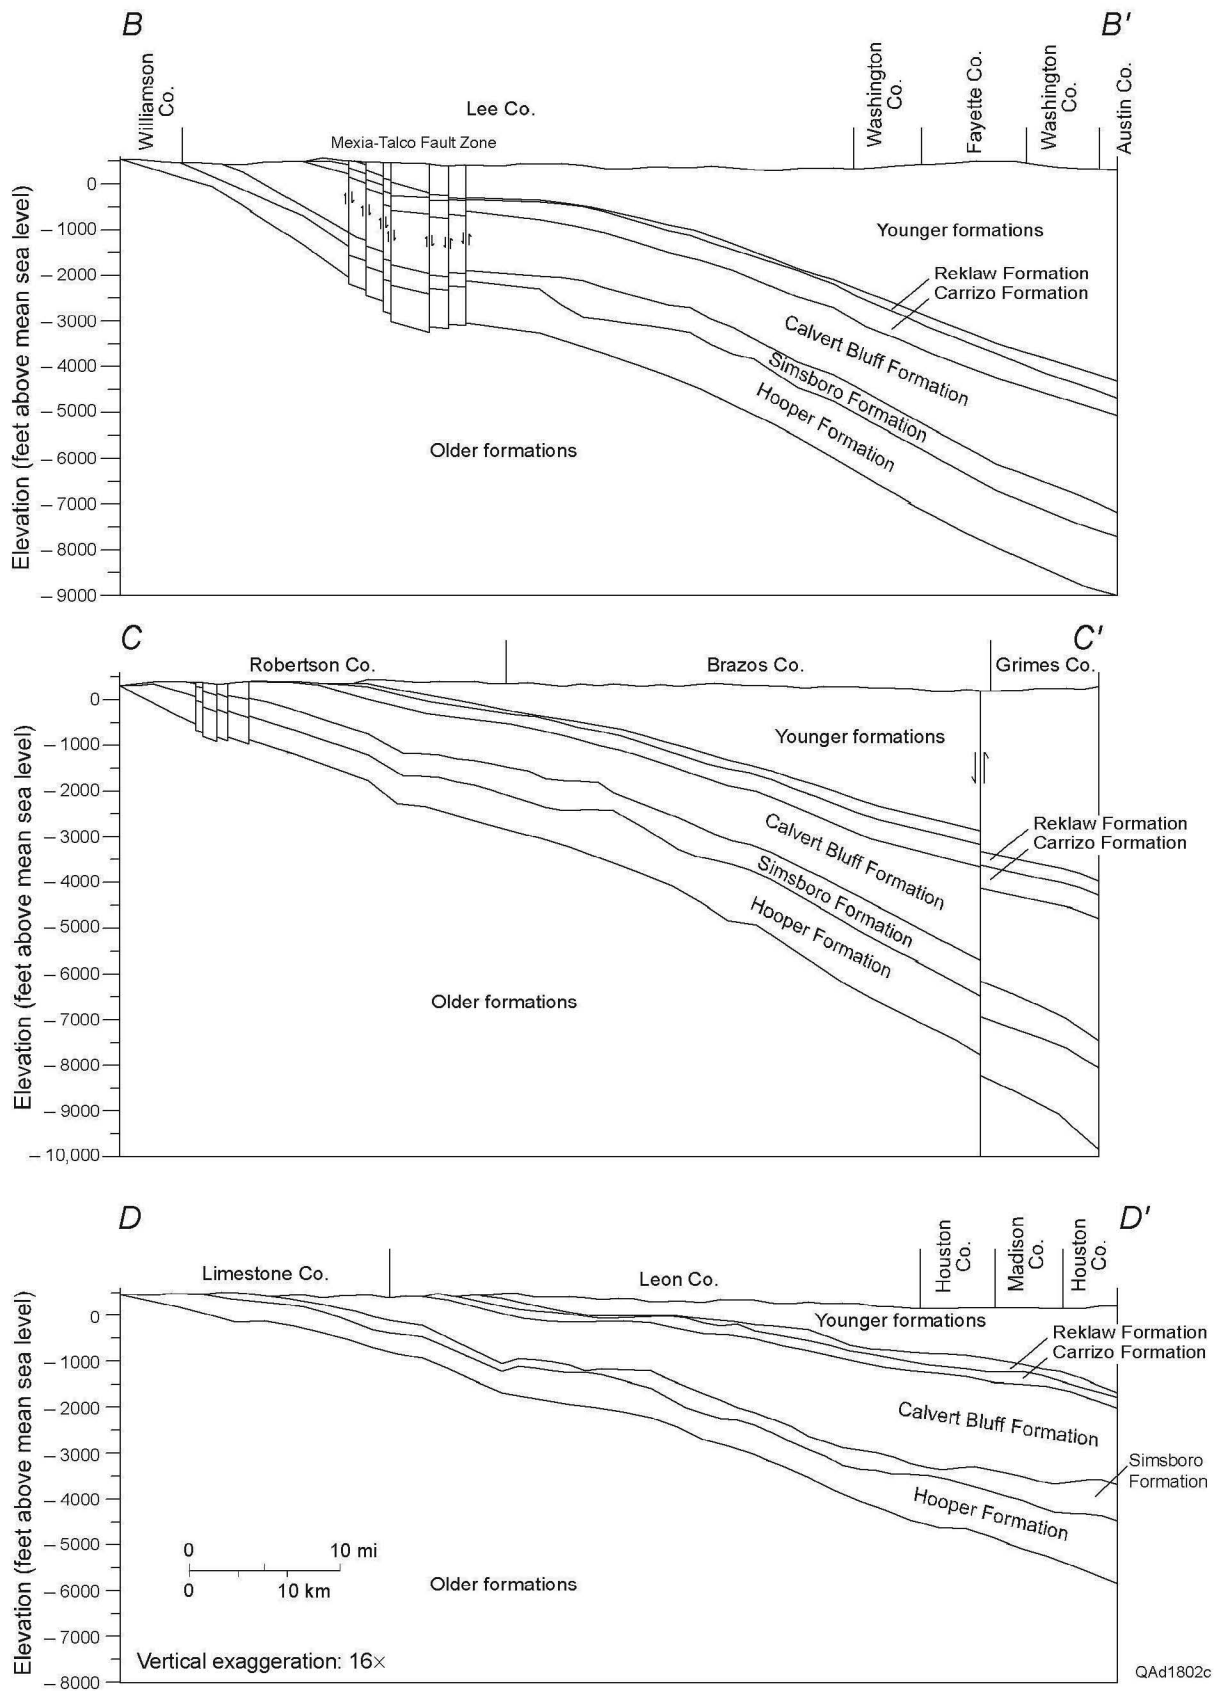 B
B'
Williamson
Co.
Lee Co.
Washington
Co.
Fayette Co.
Washington
Co.
Austin Co.
Mexia-Talco Fault Zone
Elevation (feet above mean sea level)
0
– 1000
– 2000
– 3000
– 4000
– 5000
– 6000
– 7000
– 8000
– 9000
Younger formations
Reklaw Formation
Carrizo Formation
Calvert Bluff Formation
Simsboro Formation
Hooper Formation
Older formations
C
C'
Robertson Co.
Brazos Co.
Grimes Co.
Elevation (feet above mean sea level)
0
– 1000
– 2000
– 3000
– 4000
– 5000
– 6000
– 7000
– 8000
– 9000
– 10,000
Younger formations
Reklaw Formation
Carrizo Formation
Calvert Bluff Formation
Simsboro Formation
Hooper Formation
Older formations
D
D'
Limestone Co.
Leon Co.
Houston
Co.
Madison
Co.
Houston
Co.
Elevation (feet above mean sea level)
0
– 1000
– 2000
– 3000
– 4000
– 5000
– 6000
– 7000
– 8000
Younger formations
Reklaw Formation
Carrizo Formation
Calvert Bluff Formation
Simsboro
Formation
Hooper Formation
0 10 mi
0 10 km
Older formations
Vertical exaggeration: 16×
QAd1802c